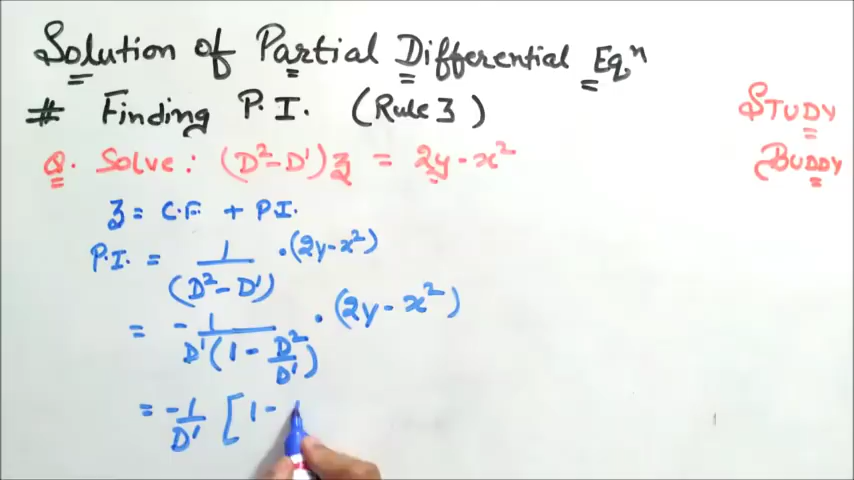 Solution of Partial Differential Eqⁿ
# Finding P.I. (Rule 3)
STUDY
BUDDY
Q. Solve: (D²-D')z = 2y-x²
z = C.F. + P.I.
P.I. = 1/(D²-D') · (2y-x²)
= -1/D'(1 - D²/D') · (2y-x²)
= -1/D' [1 -